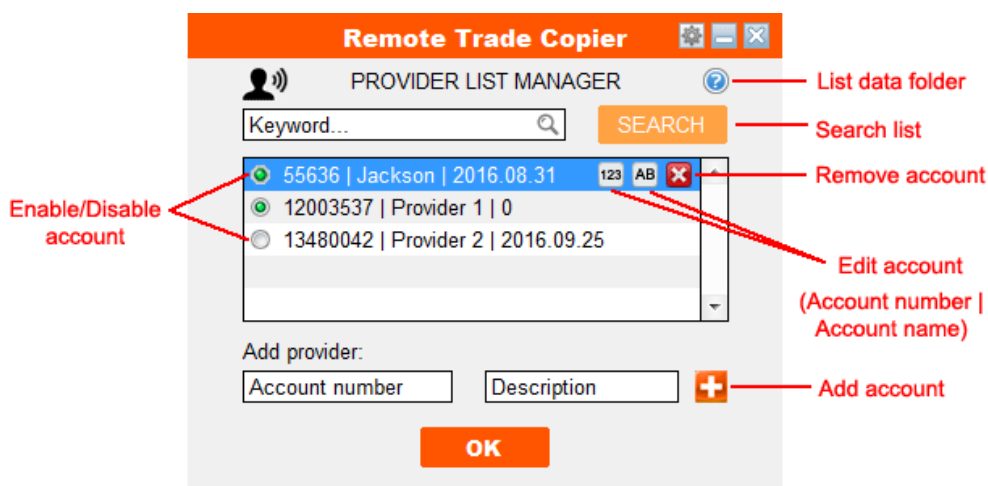 Remote Trade Copier
PROVIDER LIST MANAGER
?
List data folder
Keyword...
SEARCH
Search list
55636 | Jackson | 2016.08.31
123
AB
Remove account
Enable/Disable
account
12003537 | Provider 1 | 0
13480042 | Provider 2 | 2016.09.25
Edit account
(Account number |
Account name)
Add provider:
Account number
Description
Add account
OK